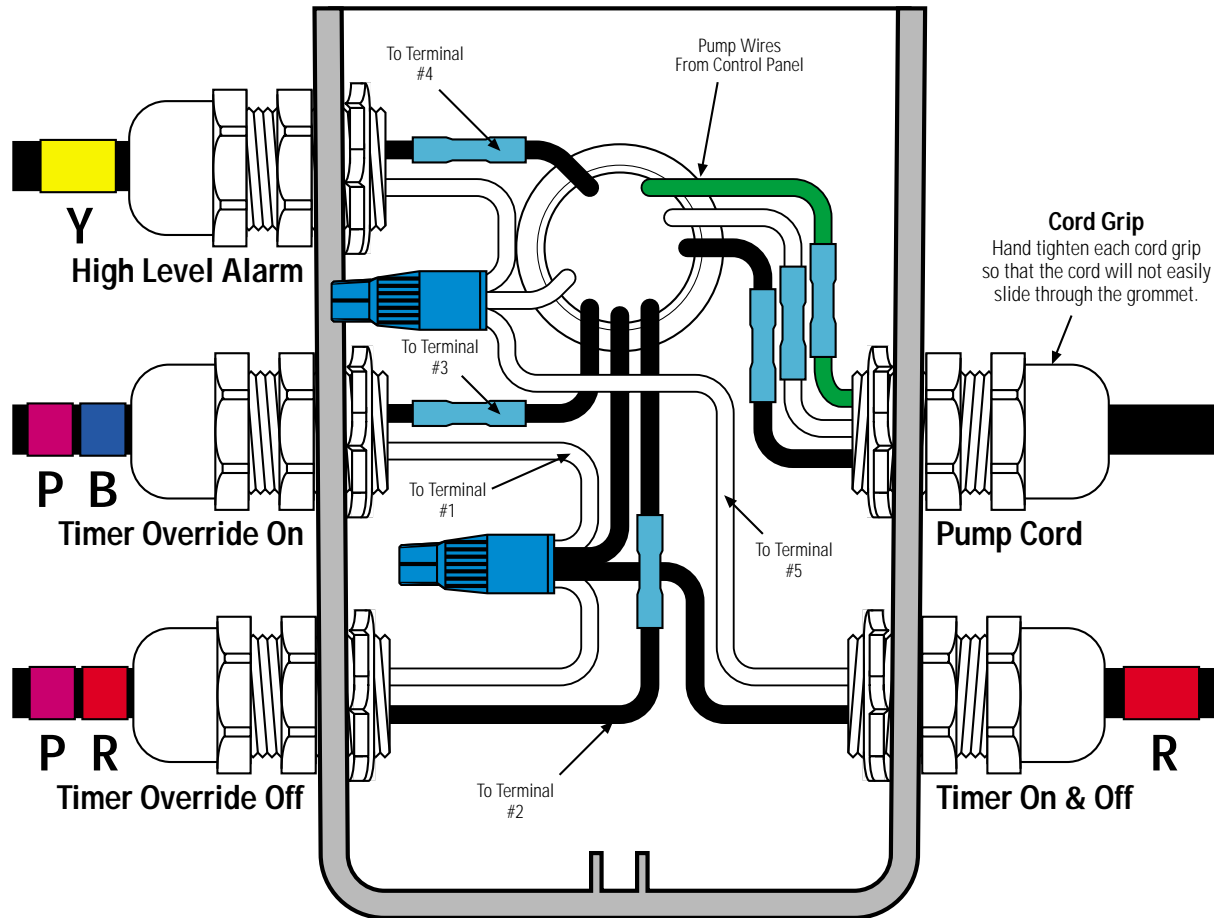 To Terminal
#4
Pump Wires
From Control Panel
Y
High Level Alarm
Cord Grip
Hand tighten each cord grip
so that the cord will not easily
slide through the grommet.
To Terminal
#3
P B
Timer Override On
To Terminal
#1
Pump Cord
To Terminal
#5
P R
Timer Override Off
To Terminal
#2
R
Timer On & Off